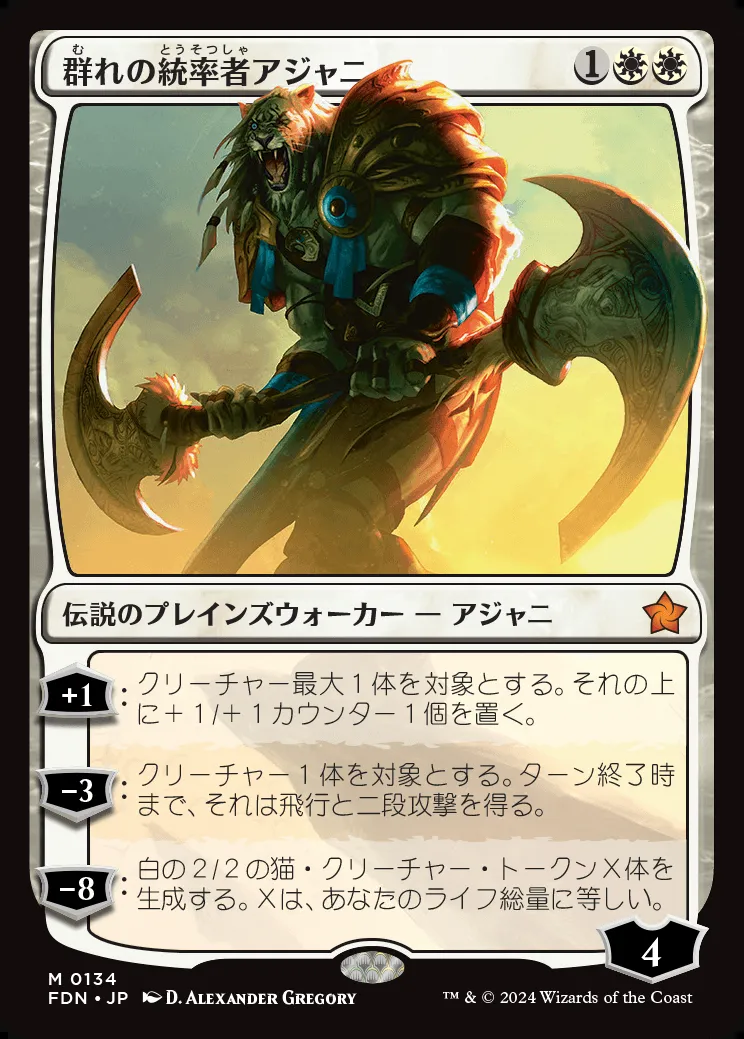 む とうそつしゃ
群れの統率者アジャニ 1
伝説のプレインズウォーカー — アジャニ
+1 : クリーチャー最大1体を対象とする。それの上
に+1/+1カウンター1個を置く。
-3 : クリーチャー1体を対象とする。ターン終了時
まで、それは飛行と二段攻撃を得る。
-8 : 白の2/2の猫・クリーチャー・トークンX体を
生成する。Xは、あなたのライフ総量に等しい。
4
M 0134
FDN • JP D. Alexander Gregory ™ & © 2024 Wizards of the Coast